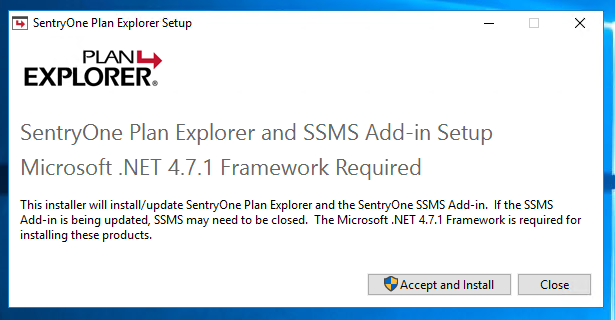 SentryOne Plan Explorer Setup
PLAN
EXPLORER®
SentryOne Plan Explorer and SSMS Add-in Setup
Microsoft .NET 4.7.1 Framework Required
This installer will install/update SentryOne Plan Explorer and the SentryOne SSMS Add-in.  If the SSMS
Add-in is being updated, SSMS may need to be closed.  The Microsoft .NET 4.7.1 Framework is required for
installing these products.
Accept and Install
Close